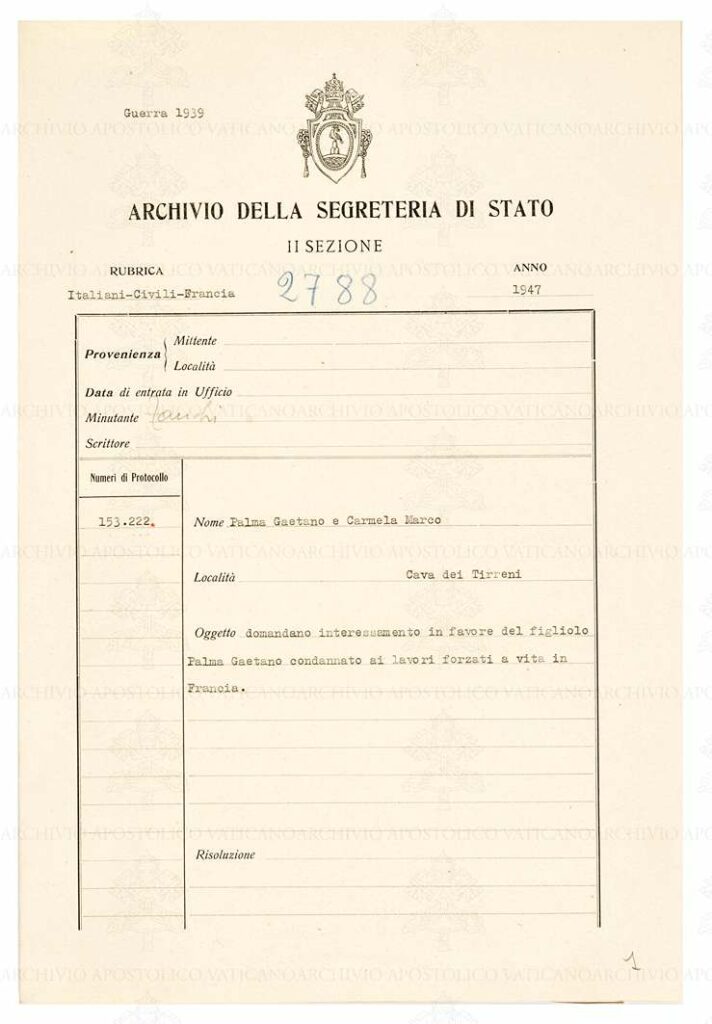 Guerra 1939
ARCHIVIO DELLA SEGRETERIA DI STATO
II SEZIONE
RUBRICA
Italiani-Civili-Francia
2788
ANNO
1947
Provenienza
Mittente
Località
Data di entrata in Ufficio
Minutante
Scrittore
Numeri di Protocollo
153.222.
Nome Palma Gaetano e Carmela Marco
Località Cava dei Tirreni
Oggetto domandano interessamento in favore del figliolo
Palma Gaetano condannato ai lavori forzati a vita in
Francia.
Risoluzione
1
ARCHIVIO APOSTOLICO VATICANO